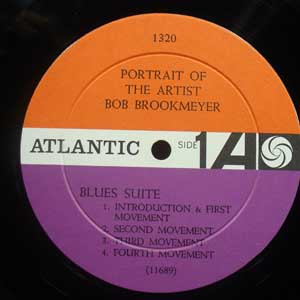 1320
PORTRAIT OF
THE ARTIST
BOB BROOKMEYER
ATLANTIC SIDE 1 A
BLUES SUITE
1. INTRODUCTION & FIRST
MOVEMENT
2. SECOND MOVEMENT
3. THIRD MOVEMENT
4. FOURTH MOVEMENT
(11689)